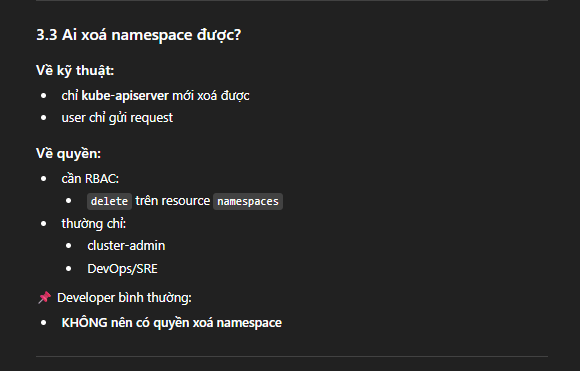 3.3 Ai xoá namespace được?
Về kỹ thuật:
• chỉ kube-apiserver mới xoá được
• user chỉ gửi request
Về quyền:
• cần RBAC:
• delete trên resource namespaces
• thường chỉ:
• cluster-admin
• DevOps/SRE
📌 Developer bình thường:
• KHÔNG nên có quyền xoá namespace